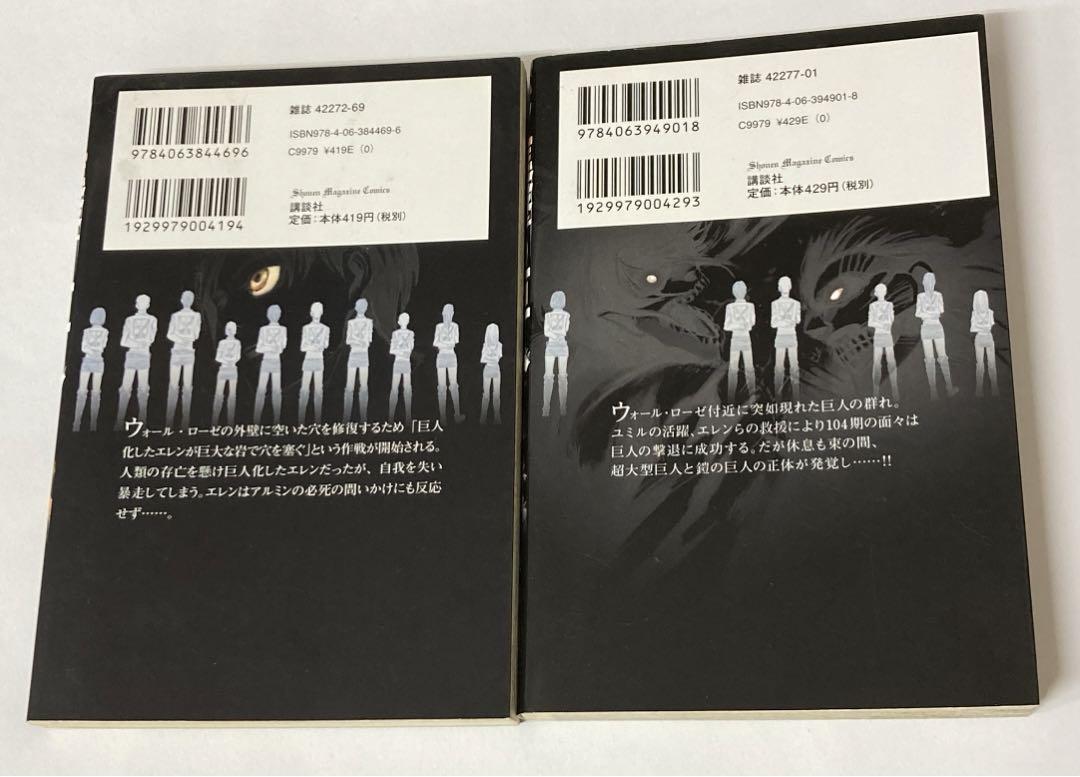 雑誌 42272-69
ISBN978-4-06-384469-6
C9979 ¥419E (0)
9784063844696
1929979004194
Shonen Magazine Comics
講談社
定価：本体419円（税別）
ウォール・ローゼの外壁に空いた穴を修復するため「巨人
化したエレンが巨大な岩で穴を塞ぐ」という作戦が開始される。
人類の存亡を懸け巨人化したエレンだったが、自我を失い
暴走してしまう。エレンはアルミンの必死の問いかけにも反応
せず……。
雑誌 42277-01
ISBN978-4-06-394901-8
C9979 ¥429E (0)
9784063949018
1929979004293
Shonen Magazine Comics
講談社
定価：本体429円（税別）
ウォール・ローゼ付近に突如現れた巨人の群れ。
ユミルの活躍、エレンらの救援により104期の面々は
巨人の撃退に成功する。だが休息も束の間、
超大型巨人と鎧の巨人の正体が発覚し……!!